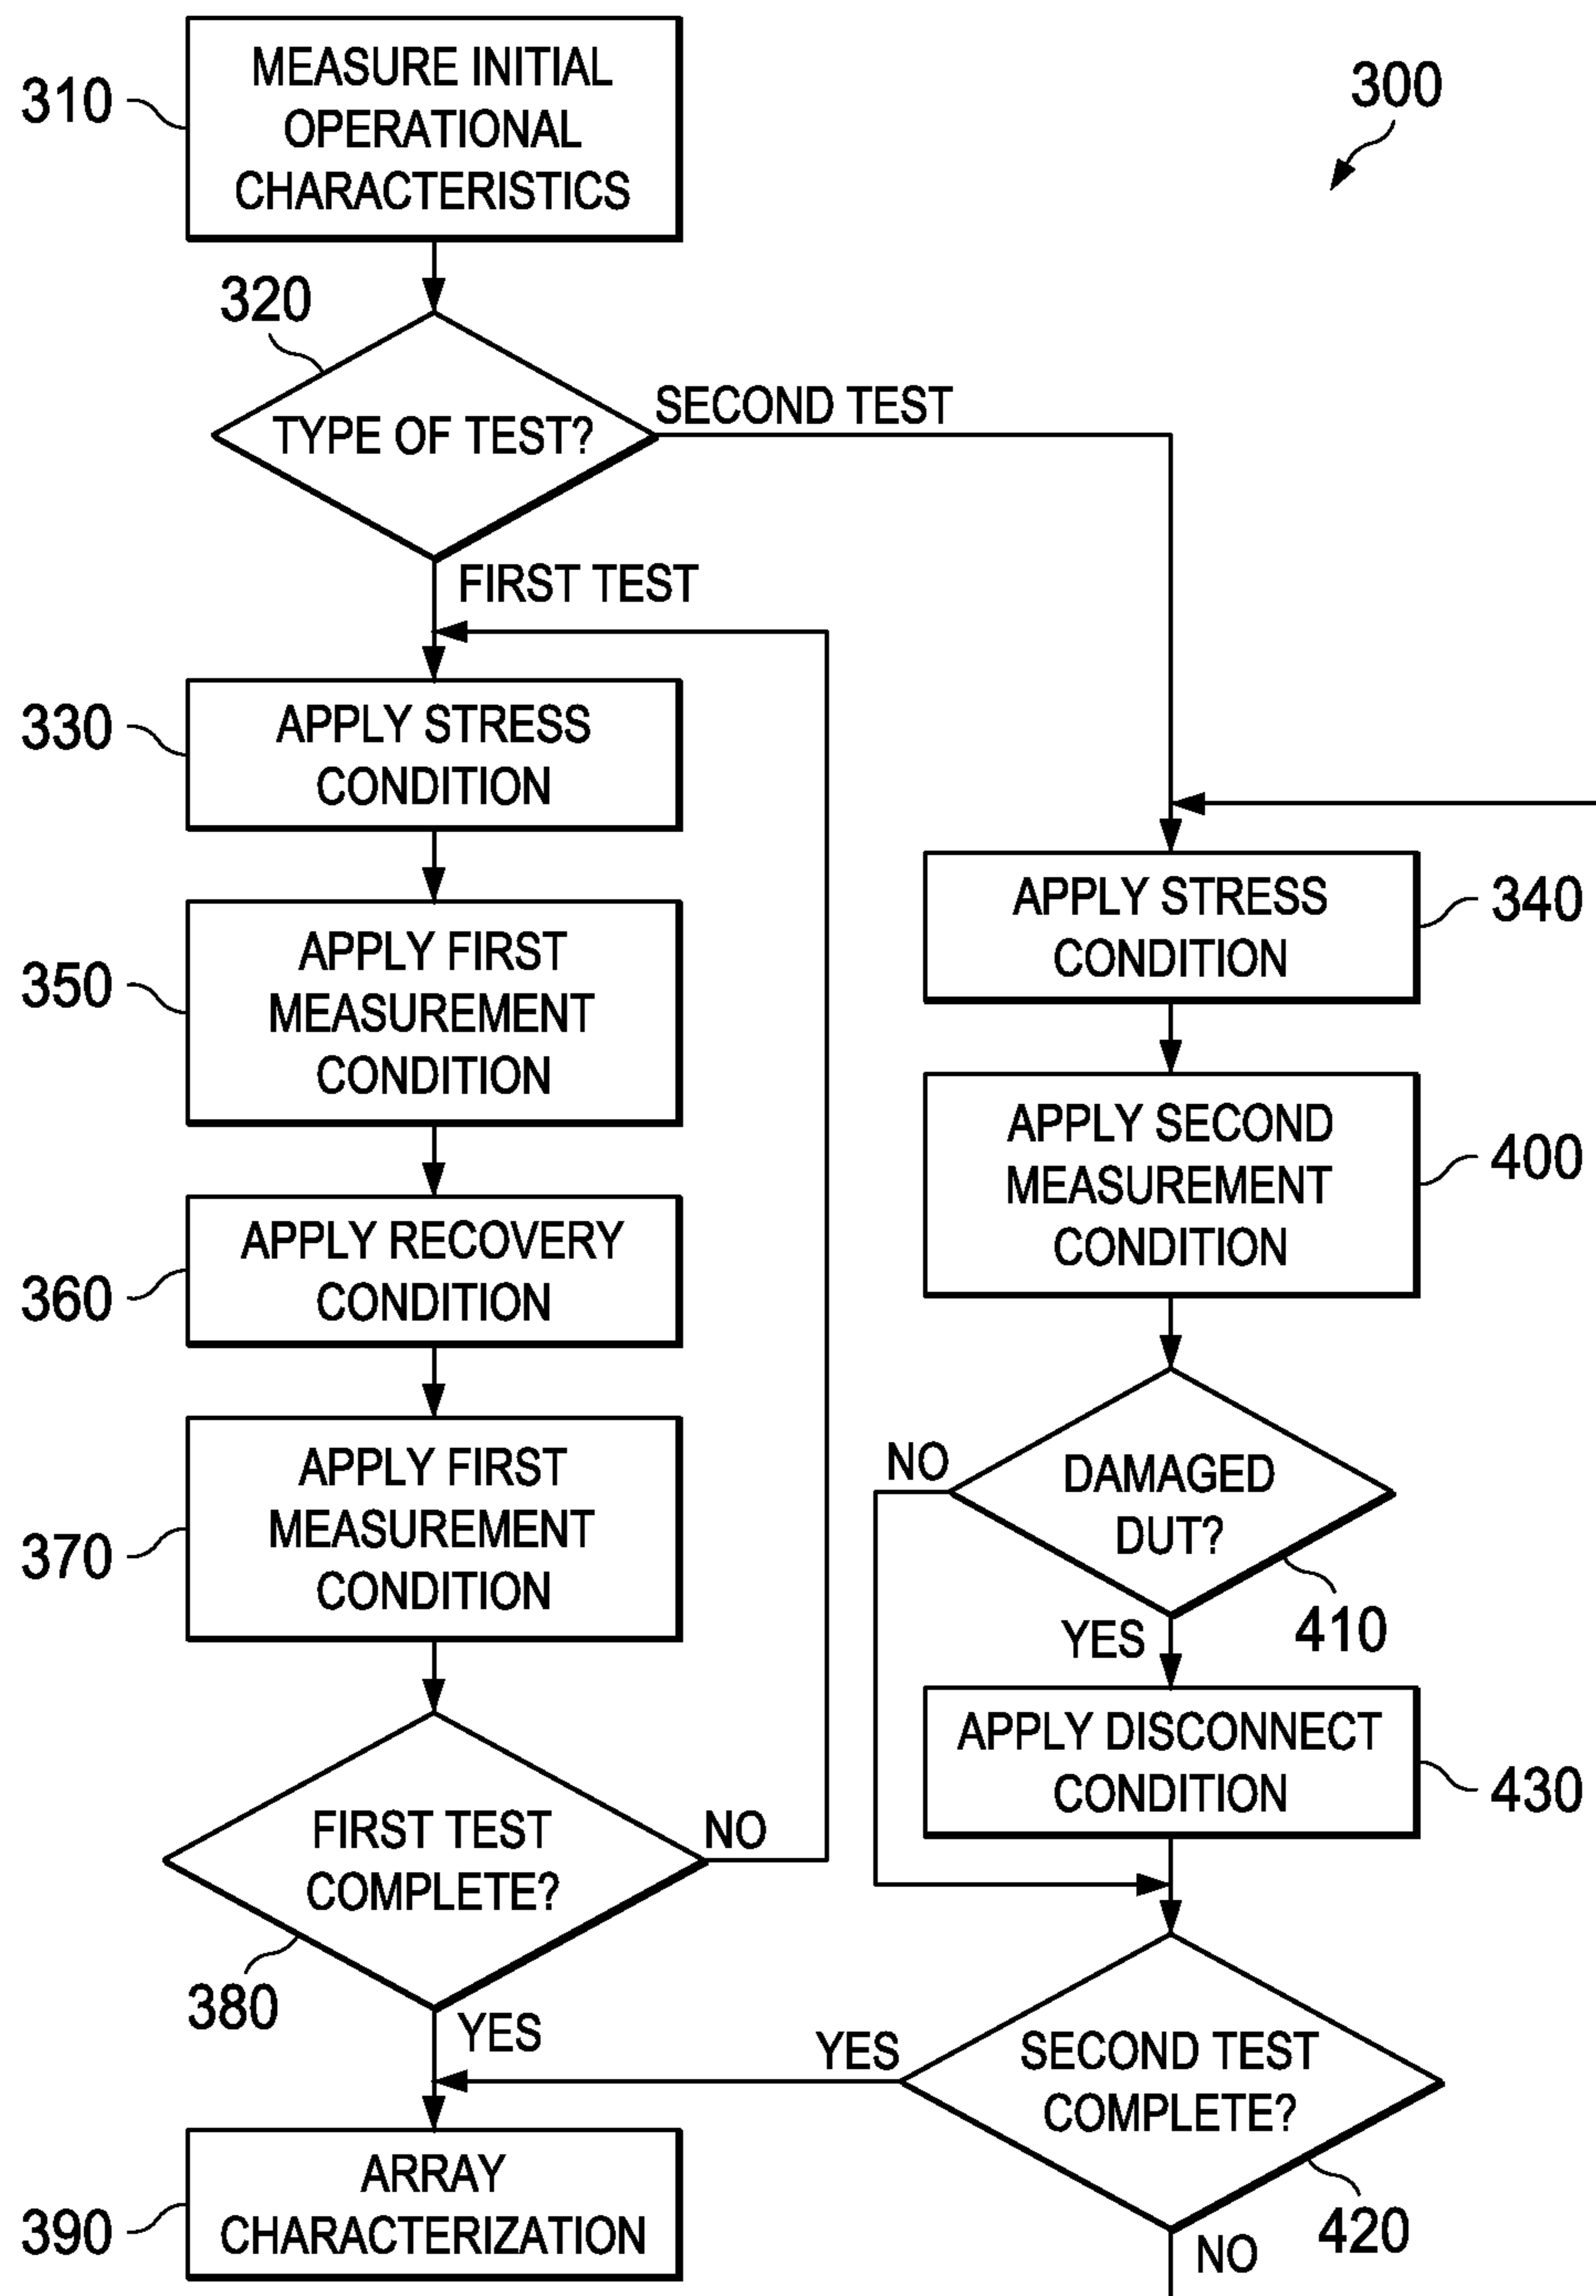 310
MEASURE INITIAL
OPERATIONAL
CHARACTERISTICS
300
320
TYPE OF TEST?
SECOND TEST
FIRST TEST
330
APPLY STRESS
CONDITION
350
APPLY FIRST
MEASUREMENT
CONDITION
360
APPLY RECOVERY
CONDITION
370
APPLY FIRST
MEASUREMENT
CONDITION
FIRST TEST
COMPLETE?
NO
380
YES
390
ARRAY
CHARACTERIZATION
APPLY STRESS
CONDITION
340
APPLY SECOND
MEASUREMENT
CONDITION
400
NO
DAMAGED
DUT?
410
YES
APPLY DISCONNECT
CONDITION
430
YES
SECOND TEST
COMPLETE?
420
NO